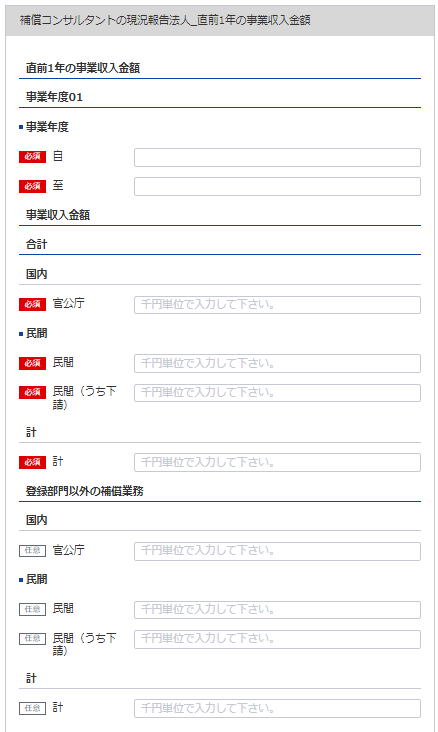 補償コンサルタントの現況報告法人_直前1年の事業収入金額
直前1年の事業収入金額
事業年度01
事業年度
必須 自
必須 至
事業収入金額
合計
国内
必須 官公庁 千円単位で入力して下さい。
民間
必須 民間 千円単位で入力して下さい。
必須 民間（うち下 千円単位で入力して下さい。
請）
計
必須 計 千円単位で入力して下さい。
登録部門以外の補償業務
国内
任意 官公庁 千円単位で入力して下さい。
民間
任意 民間 千円単位で入力して下さい。
任意 民間（うち下 千円単位で入力して下さい。
請）
計
任意 計 千円単位で入力して下さい。